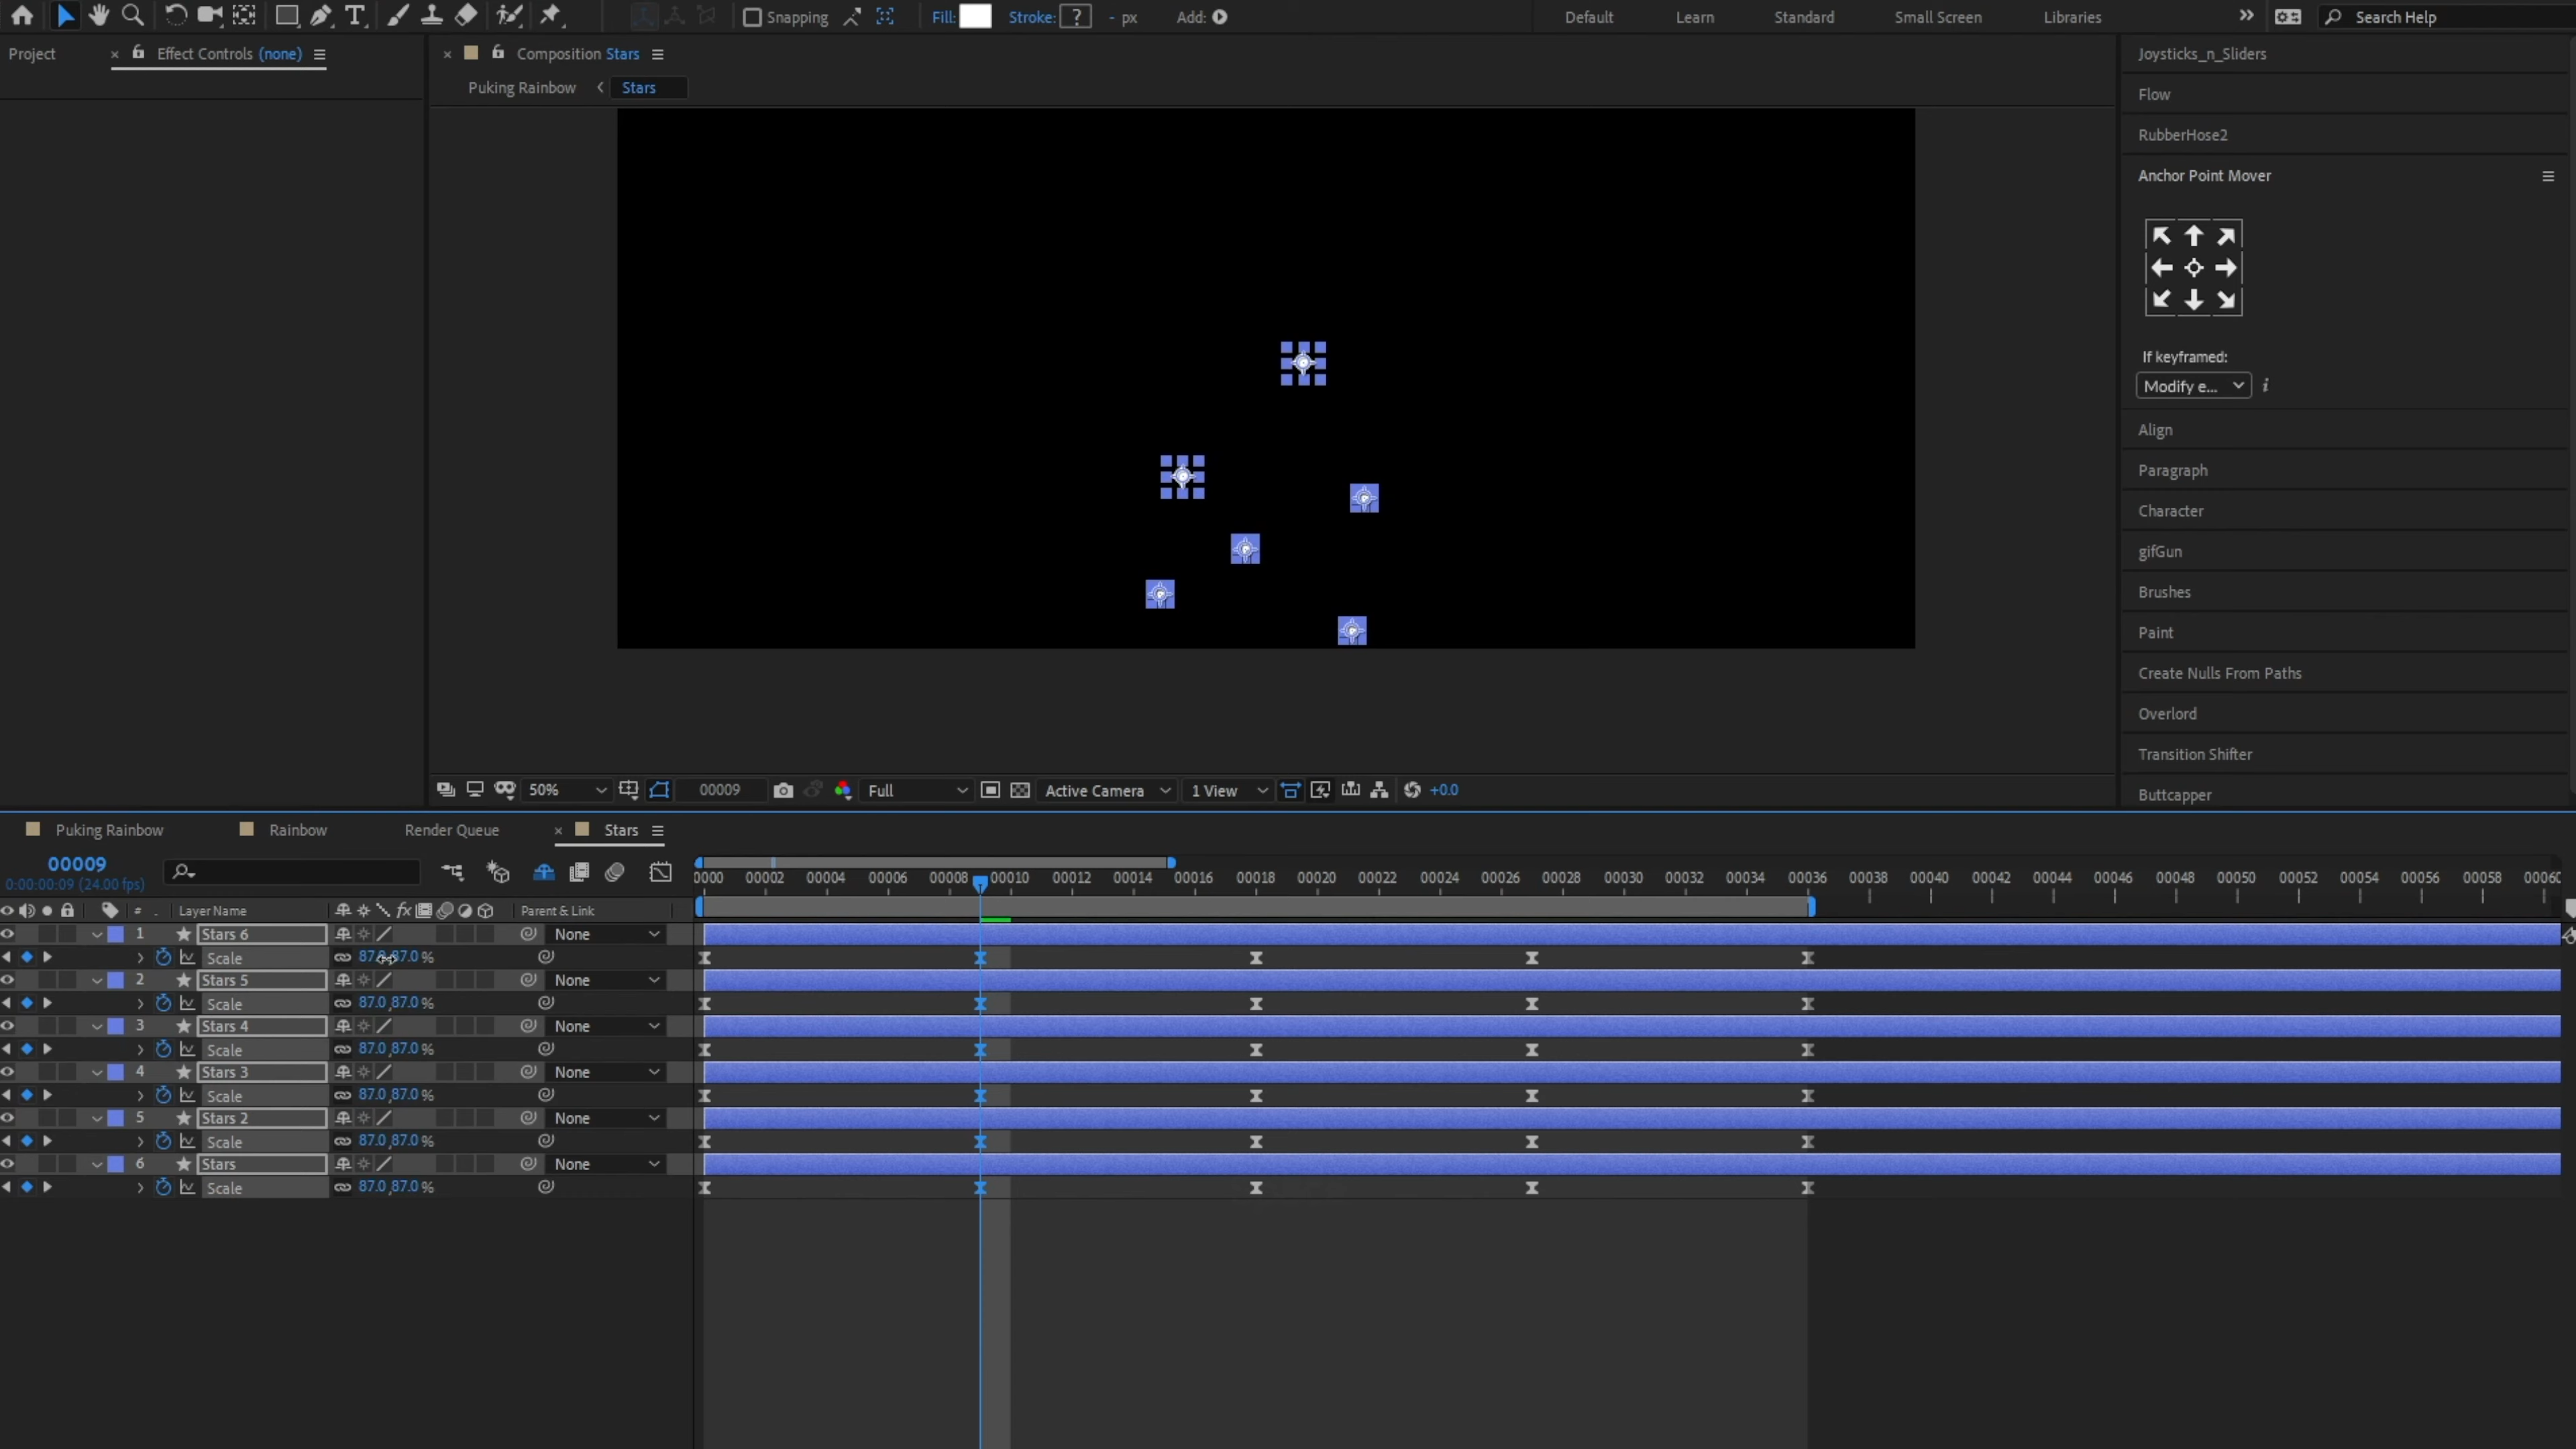 Snapping Fill: Stroke: ? - px Add: Default Learn Standard Small Screen Libraries Search Help
Project Effect Controls (none) Composition Stars
Puking Rainbow Stars
Joysticks_n_Sliders
Flow
RubberHose2
Anchor Point Mover
If keyframed:
Modify e... i
Align
Paragraph
Character
gifGun
Brushes
Paint
Create Nulls From Paths
Overlord
Transition Shifter
Buttcapper
50% 00009 Full Active Camera 1 View +0.0
Puking Rainbow Rainbow Render Queue Stars
00009
0:00:00:09 (24.00 fps)
0000 00002 00004 00006 00008 00010 00012 00014 00016 00018 00020 00022 00024 00026 00028 00030 00032 00034 00036 00038 00040 00042 00044 00046 00048 00050 00052 00054 00056 00058 0006
# Layer Name fx Parent & Link
1 Stars 6 None
Scale %
2 Stars 5 None
Scale 87.0,87.0 %
3 Stars 4 None
Scale 87.0,87.0 %
4 Stars 3 None
Scale 87.0,87.0 %
5 Stars 2 None
Scale 87.0,87.0 %
6 Stars None
Scale 87.0,87.0 %